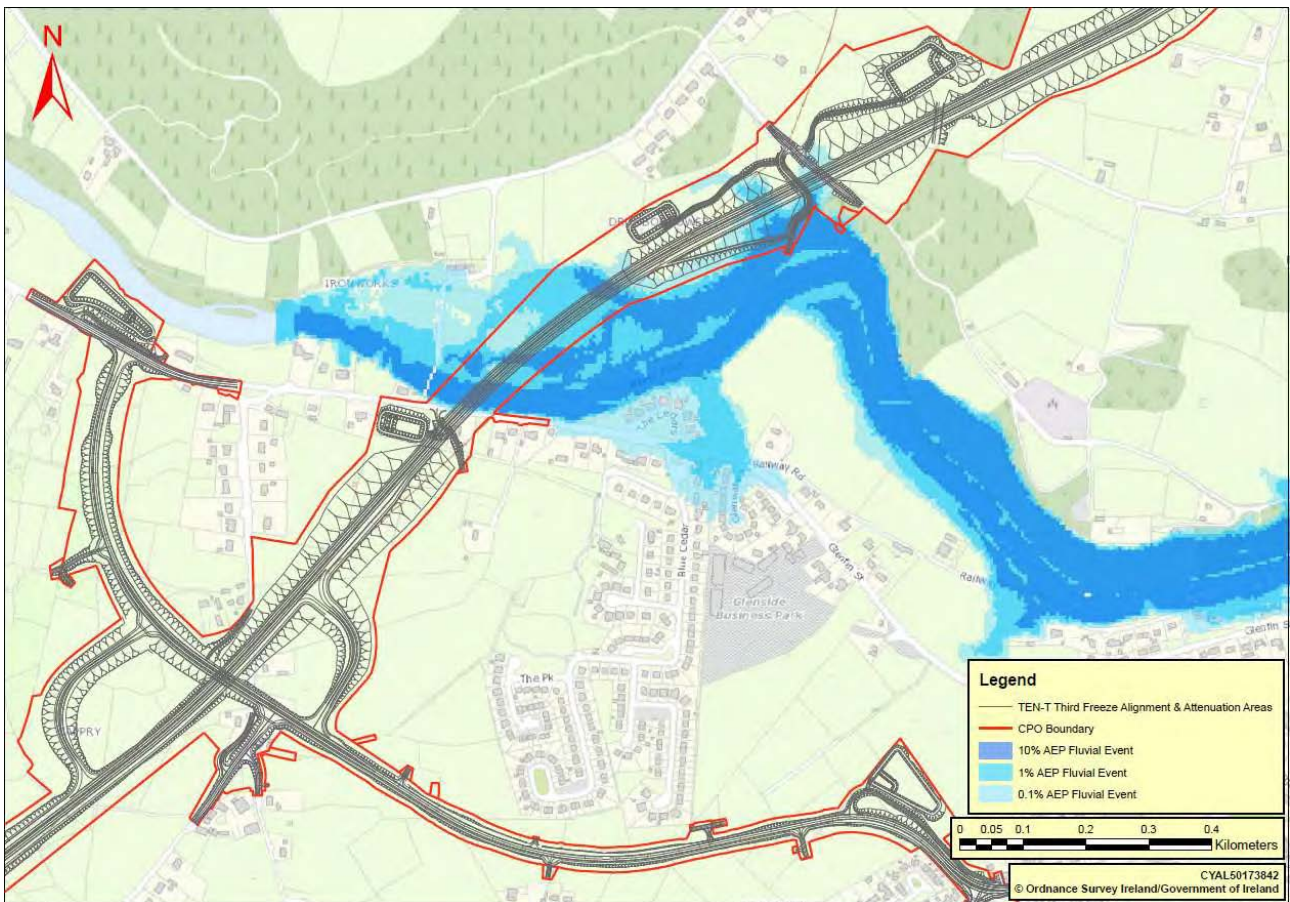 N
IRONWORKS
The Ced
Railway Rd
Blue Cedar
Glenfin St
Glenside
Business Park
The Pk
Legend
TEN-T Third Freeze Alignment & Attenuation Areas
CPO Boundary
10% AEP Fluvial Event
1% AEP Fluvial Event
0.1% AEP Fluvial Event
0 0.05 0.1 0.2 0.3 0.4
Kilometers
CYAL50173842
© Ordnance Survey Ireland/Government of Ireland